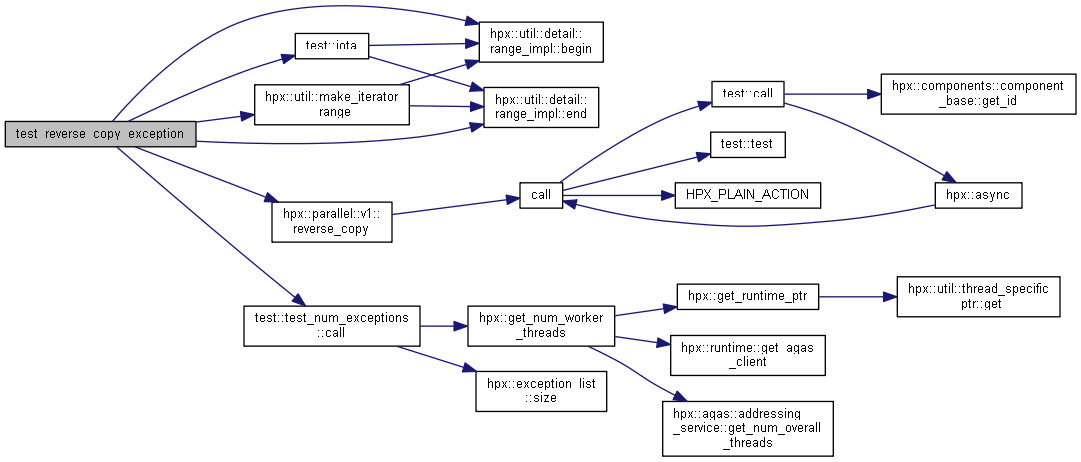 test_reverse_copy_exception
test::iota
hpx::util::make_iterator
_range
hpx::util::detail::
range_impl::begin
hpx::util::detail::
range_impl::end
hpx::parallel::v1::
reverse_copy
call
test::call
test::test
HPX_PLAIN_ACTION
hpx::components::component
_base::get_id
hpx::async
test::test_num_exceptions
::call
hpx::get_num_worker
_threads
hpx::exception_list
::size
hpx::get_runtime_ptr
hpx::runtime::get_agas
_client
hpx::agas::addressing
_service::get_num_overall
_threads
hpx::util::thread_specific
_ptr::get